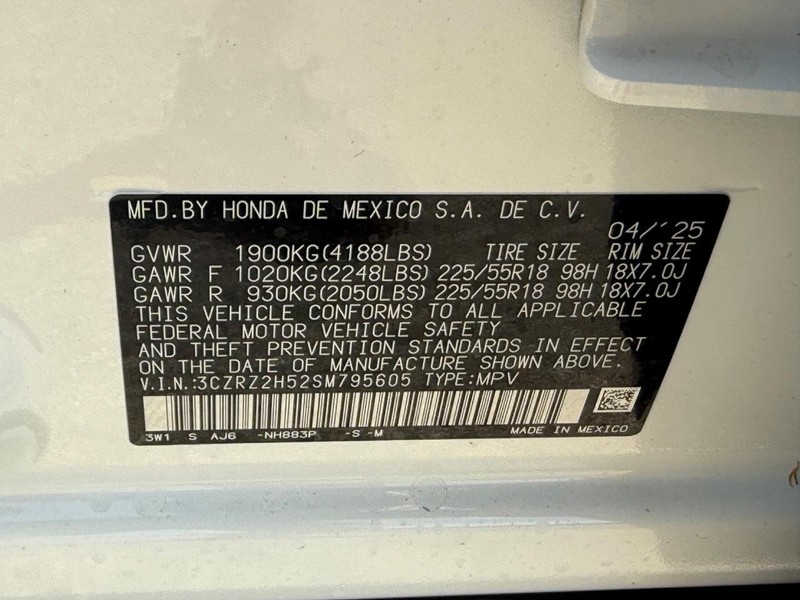 MFD.BY HONDA DE MEXICO S.A. DE C.V.
04/'25
GVWR 1900KG(4188LBS) TIRE SIZE RIM SIZE
GAWR F 1020KG(2248LBS) 225/55R18 98H 18X7.0J
GAWR R 930KG(2050LBS) 225/55R18 98H 18X7.0J
THIS VEHICLE CONFORMS TO ALL APPLICABLE
FEDERAL MOTOR VEHICLE SAFETY
AND THEFT PREVENTION STANDARDS IN EFFECT
ON THE DATE OF MANUFACTURE SHOWN ABOVE.
V.I.N.:3CZRZ2H52SM795605 TYPE:MPV
3W1 S AJ6 -NH883P -S -M MADE IN MEXICO